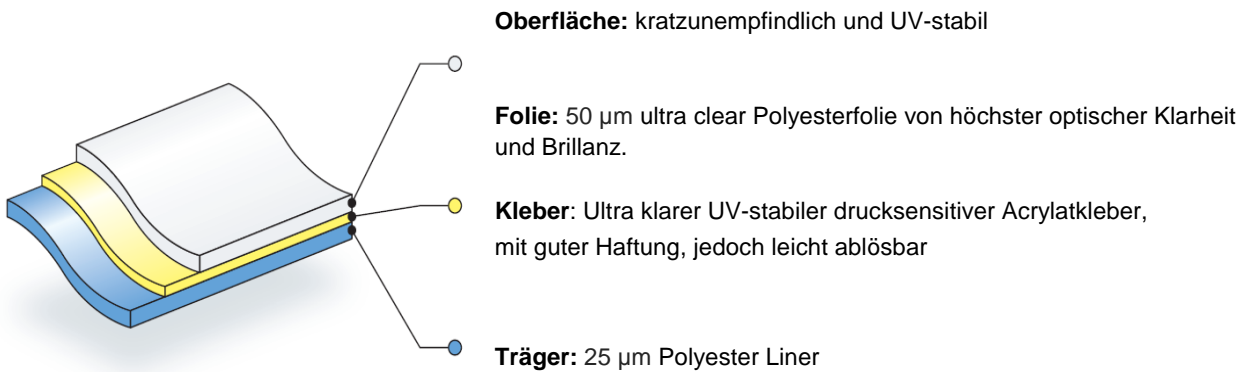 Oberfläche: kratzunempfindlich und UV-stabil
Folie: 50 µm ultra clear Polyesterfolie von höchster optischer Klarheit
und Brillanz.
Kleber: Ultra klarer UV-stabiler drucksensitiver Acrylatkleber,
mit guter Haftung, jedoch leicht ablösbar
Träger: 25 µm Polyester Liner